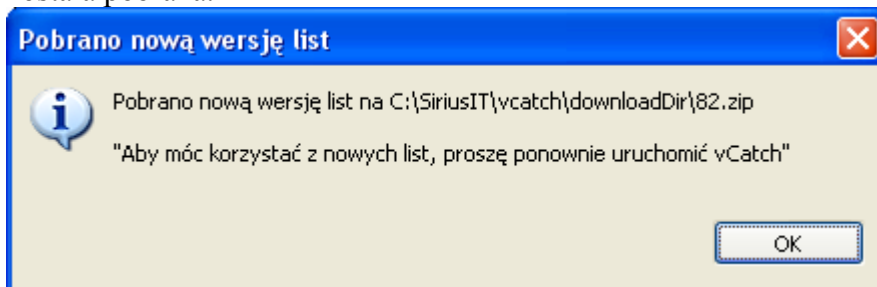 Pobrano nową wersję list
Pobrano nową wersję list na C:\SiriusIT\vcatch\downloadDir\82.zip
"Aby móc korzystać z nowych list, proszę ponownie uruchomić vCatch"
OK